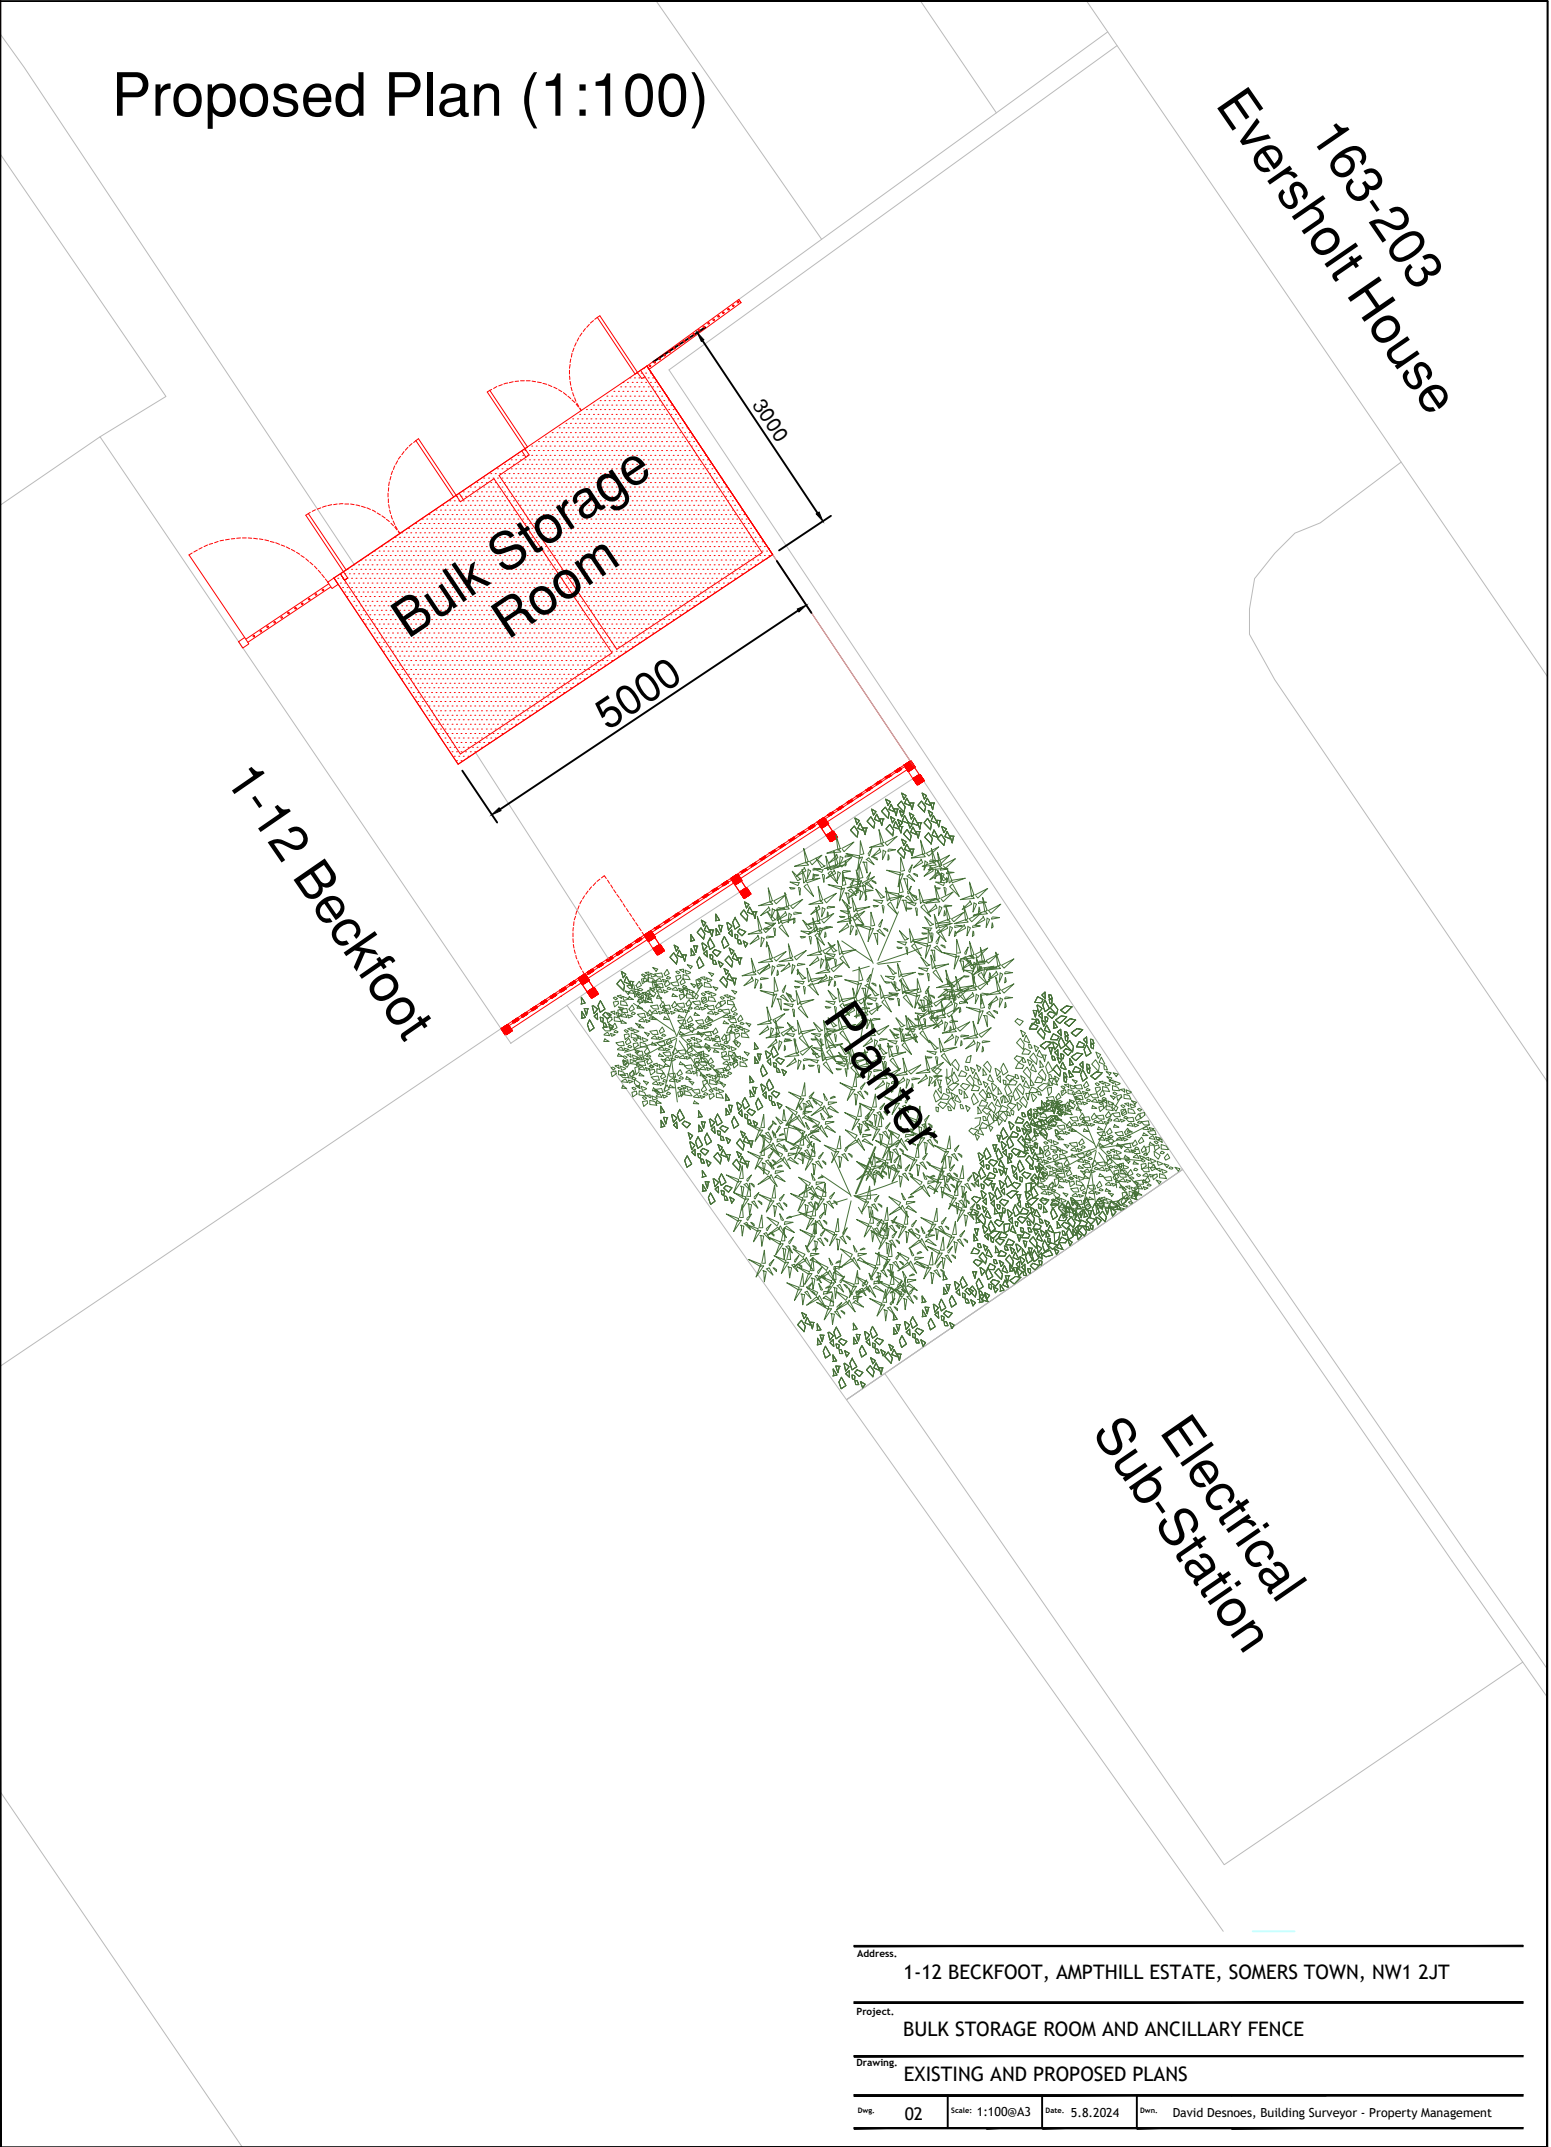 Proposed Plan (1:100)
163-203
Eversholt House
3000
Bulk Storage
Room
5000
1-12 Beckfoot
Planter
Electrical
Sub-Station
Address.
1-12 BECKFOOT, AMPTHILL ESTATE, SOMERS TOWN, NW1 2JT
Project.
BULK STORAGE ROOM AND ANCILLARY FENCE
Drawing.
EXISTING AND PROPOSED PLANS
Dwg. 02 Scale: 1:100@A3 Date. 5.8.2024 Dwn. David Desnoes, Building Surveyor - Property Management